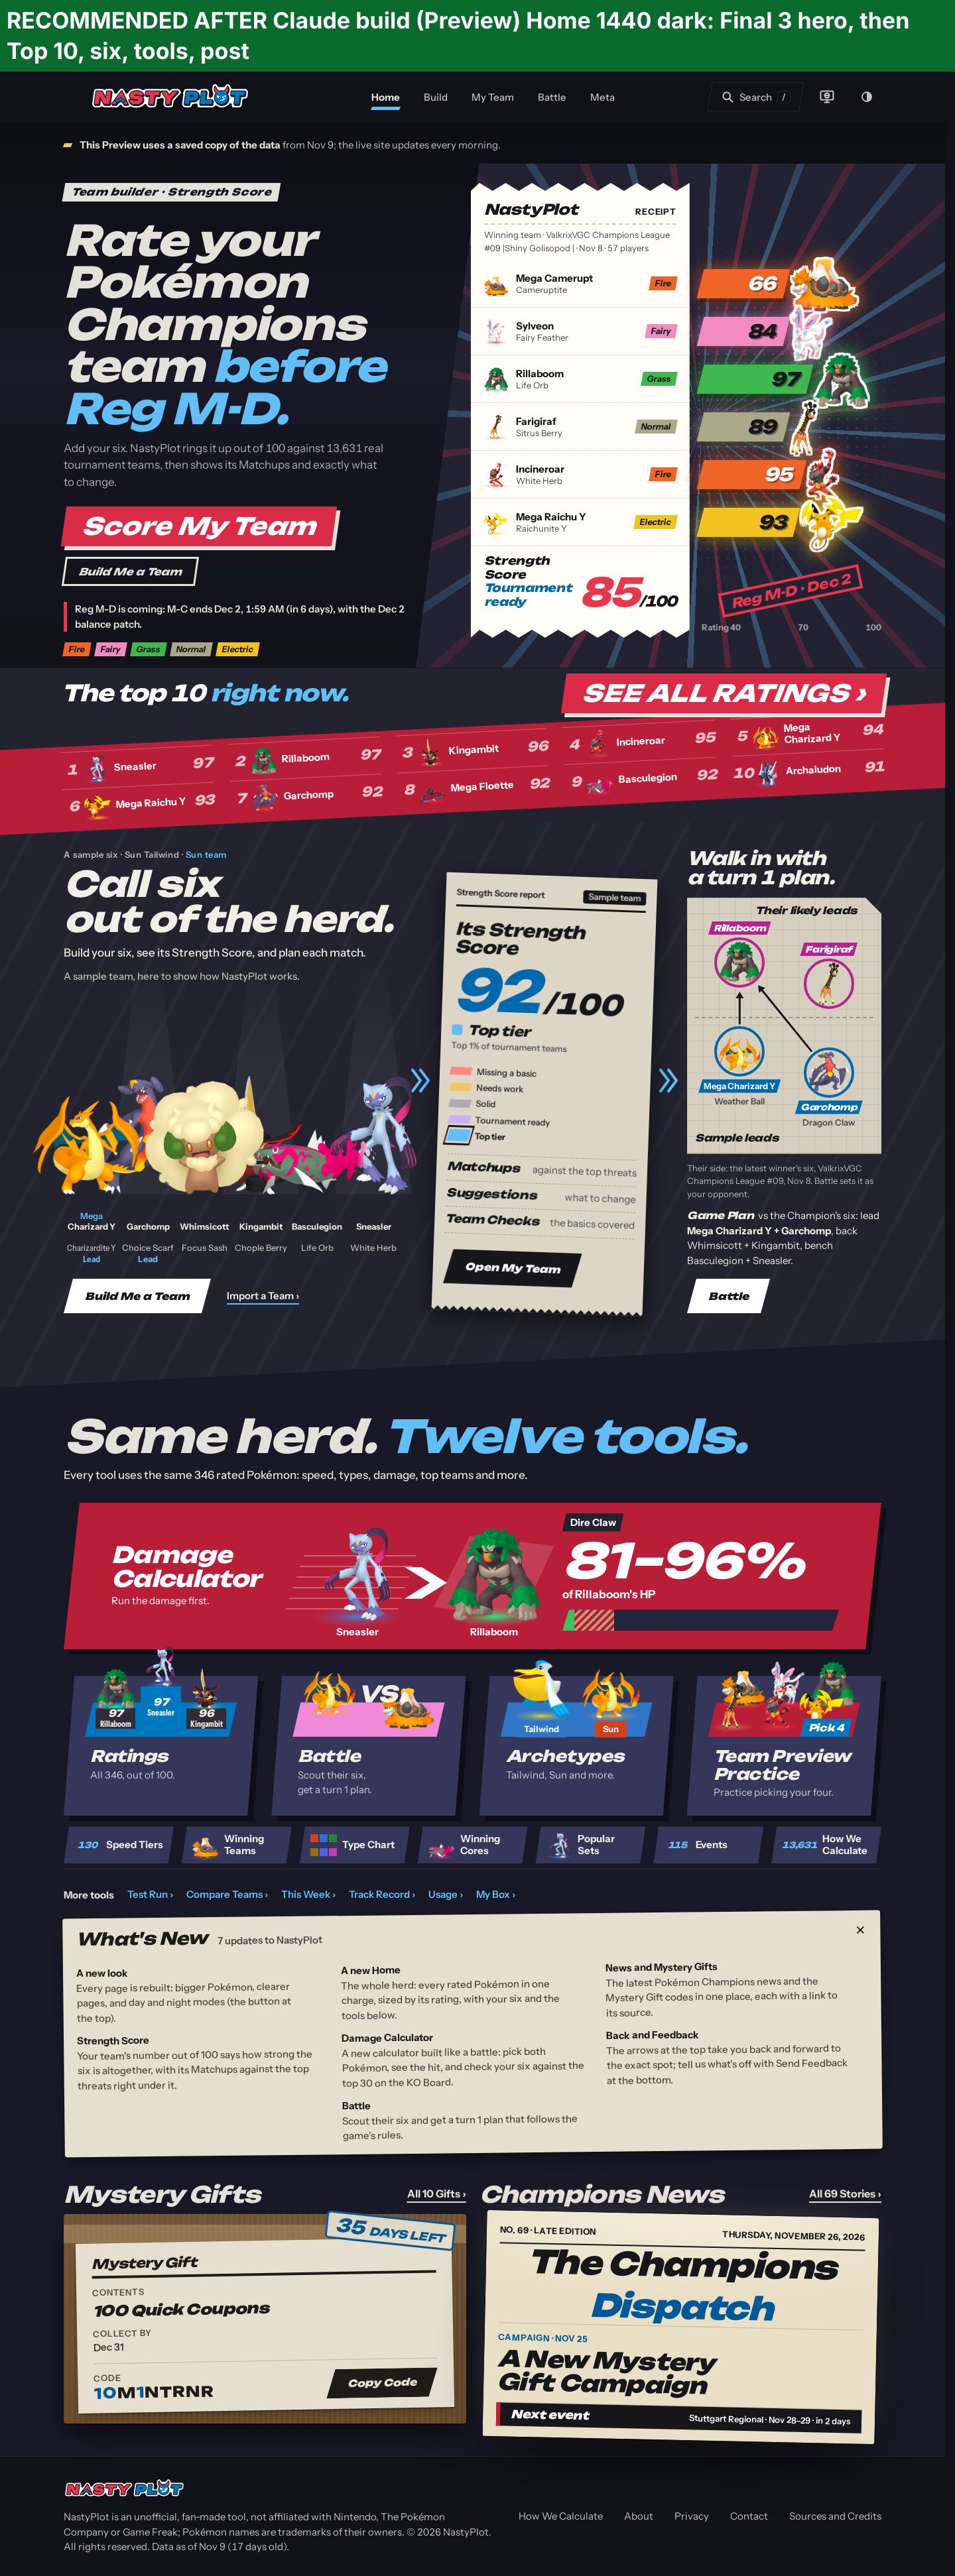 RECOMMENDED AFTER Claude build (Preview) Home 1440 dark: Final 3 hero, then
Top 10, six, tools, post
NASTY PLOT
Home
Build
My Team
Battle
Meta
Search /
This Preview uses a saved copy of the data from Nov 9; the live site updates every morning.
Team builder · Strength Score
Rate your
Pokémon
Champions
team before
Reg M-D.
Add your six. NastyPlot rings it up out of 100 against 13,631 real
tournament teams, then shows its Matchups and exactly what
to change.
Score My Team
Build Me a Team
Reg M-D is coming: M-C ends Dec 2, 1:59 AM (in 6 days), with the Dec 2
balance patch.
Fire
Fairy
Grass
Normal
Electric
NastyPlot
RECEIPT
Winning team · ValkrixVGC Champions League
#09 |Shiny Golisopod | · Nov 8 · 57 players
Mega Camerupt
Cameruptite
Fire
66
Sylveon
Fairy Feather
Fairy
84
Rillaboom
Life Orb
Grass
97
Farigiraf
Sitrus Berry
Normal
89
Incineroar
White Herb
Fire
95
Mega Raichu Y
Raichunite Y
Electric
93
Strength
Score
Tournament
ready
85/100
Reg M-D · Dec 2
Rating 40
70
100
The top 10 right now.
SEE ALL RATINGS ›
1 Sneasler 97
2 Rillaboom 97
3 Kingambit 96
4 Incineroar 95
5 Mega
Charizard Y 94
6 Mega Raichu Y 93
7 Garchomp 92
8 Mega Floette 92
9 Basculegion 92
10 Archaludon 91
A sample six · Sun Tailwind · Sun team
Call six
out of the herd.
Build your six, see its Strength Score, and plan each match.
A sample team, here to show how NastyPlot works.
Mega
Charizard Y
Garchomp
Whimsicott
Kingambit
Basculegion
Sneasler
Charizardite Y
Choice Scarf
Focus Sash
Chople Berry
Life Orb
White Herb
Lead
Lead
Build Me a Team
Import a Team ›
Strength Score report
Sample team
Its Strength
Score
92/100
Top tier
Top 1% of tournament teams
Missing a basic
Needs work
Solid
Tournament ready
Top tier
Matchups against the top threats
Suggestions what to change
Team Checks the basics covered
Open My Team
Walk in with
a turn 1 plan.
Their likely leads
Rillaboom
Farigiraf
Mega Charizard Y
Weather Ball
Garchomp
Dragon Claw
Sample leads
Their side: the latest winner's six, ValkrixVGC
Champions League #09, Nov 8. Battle sets it as
your opponent.
Game Plan vs the Champion's six: lead
Mega Charizard Y + Garchomp, back
Whimsicott + Kingambit, bench
Basculegion + Sneasler.
Battle
Same herd. Twelve tools.
Every tool uses the same 346 rated Pokémon: speed, types, damage, top teams and more.
Damage
Calculator
Run the damage first.
Sneasler
Rillaboom
Dire Claw
81–96%
of Rillaboom's HP
97
Rillaboom
97
Sneasler
96
Kingambit
Ratings
All 346, out of 100.
VS
Battle
Scout their six,
get a turn 1 plan.
Tailwind
Sun
Archetypes
Tailwind, Sun and more.
Pick 4
Team Preview
Practice
Practice picking your four.
130 Speed Tiers
Winning
Teams
Type Chart
Winning
Cores
Popular
Sets
115 Events
13,631 How We
Calculate
More tools
Test Run ›
Compare Teams ›
This Week ›
Track Record ›
Usage ›
My Box ›
What's New
7 updates to NastyPlot
×
A new look
Every page is rebuilt: bigger Pokémon, clearer
pages, and day and night modes (the button at
the top).
Strength Score
Your team's number out of 100 says how strong the
six is altogether, with its Matchups against the top
threats right under it.
A new Home
The whole herd: every rated Pokémon in one
charge, sized by its rating, with your six and the
tools below.
Damage Calculator
A new calculator built like a battle: pick both
Pokémon, see the hit, and check your six against the
top 30 on the KO Board.
Battle
Scout their six and get a turn 1 plan that follows the
game's rules.
News and Mystery Gifts
The latest Pokémon Champions news and the
Mystery Gift codes in one place, each with a link to
its source.
Back and Feedback
The arrows at the top take you back and forward to
the exact spot; tell us what's off with Send Feedback
at the bottom.
Mystery Gifts
All 10 Gifts ›
35 DAYS LEFT
Mystery Gift
CONTENTS
100 Quick Coupons
COLLECT BY
Dec 31
CODE
10M1NTRNR
Copy Code
Champions News
All 69 Stories ›
NO. 69 · LATE EDITION
THURSDAY, NOVEMBER 26, 2026
The Champions
Dispatch
CAMPAIGN · NOV 25
A New Mystery
Gift Campaign
Next event
Stuttgart Regional · Nov 28–29 · in 2 days
NASTY PLOT
NastyPlot is an unofficial, fan-made tool, not affiliated with Nintendo, The Pokémon
Company or Game Freak; Pokémon names are trademarks of their owners. © 2026 NastyPlot.
All rights reserved. Data as of Nov 9 (17 days old).
How We Calculate
About
Privacy
Contact
Sources and Credits